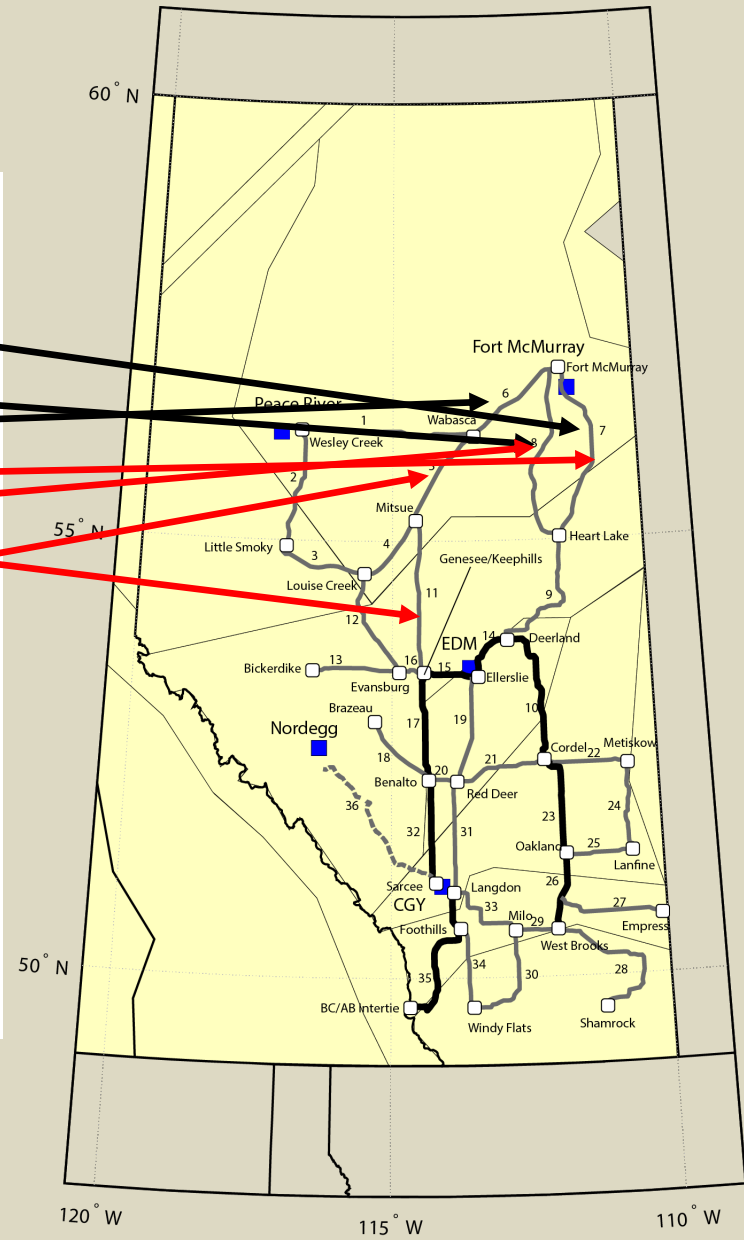 60° N
Fort McMurray
Fort McMurray
6
Peace River
1
Wabasca
7
8
Wesley Creek
5
2
Mitsue
55° N
Little Smoky
4
Heart Lake
3
Genesee/Keephills
Louise Creek
11
9
12
EDM
14
Deerland
13
16
15
Bickerdike
Ellerslie
Evansburg
Brazeau
10
17
19
Nordegg
Metiskow
Cordel
22
18
21
20
Benalto
Red Deer
36
24
23
32
31
Oakland
25
Lanfine
26
Sarcee
Langdon
27
CGY
33
Milo
29
Empress
Foothills
West Brooks
50° N
34
28
35
30
BC/AB Intertie
Windy Flats
Shamrock
120° W
115° W
110° W